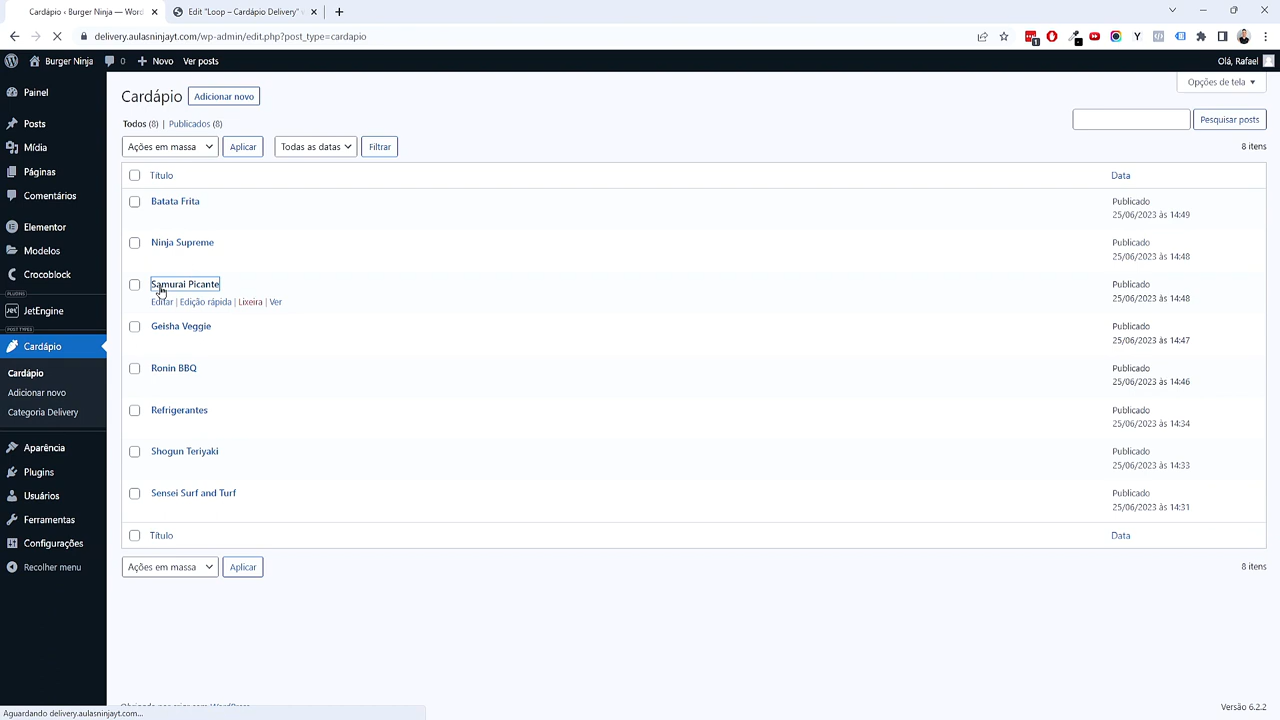 Cardápio ‹ Burger Ninja — Word
Edit "Loop – Cardápio Delivery"
delivery.aulasninjayt.com/wp-admin/edit.php?post_type=cardapio
Burger Ninja
0
Novo
Ver posts
Olá, Rafael
Painel
Posts
Mídia
Páginas
Comentários
Elementor
Modelos
Crocoblock
PLUGINS
JetEngine
POST TYPES
Cardápio
Cardápio
Adicionar novo
Categoria Delivery
Aparência
Plugins
Usuários
Ferramentas
Configurações
Recolher menu
Cardápio Adicionar novo
Opções de tela
Todos (8) | Publicados (8)
Pesquisar posts
Ações em massa Aplicar Todas as datas Filtrar 8 itens
Título Data
Batata Frita Publicado
25/06/2023 às 14:49
Ninja Supreme Publicado
25/06/2023 às 14:48
Samurai Picante Publicado
Editar | Edição rápida | Lixeira | Ver 25/06/2023 às 14:48
Geisha Veggie Publicado
25/06/2023 às 14:47
Ronin BBQ Publicado
25/06/2023 às 14:46
Refrigerantes Publicado
25/06/2023 às 14:34
Shogun Teriyaki Publicado
25/06/2023 às 14:33
Sensei Surf and Turf Publicado
25/06/2023 às 14:31
Título Data
Ações em massa Aplicar 8 itens
Obrigado por criar com WordPress.
Versão 6.2.2
Aguardando delivery.aulasninjayt.com...